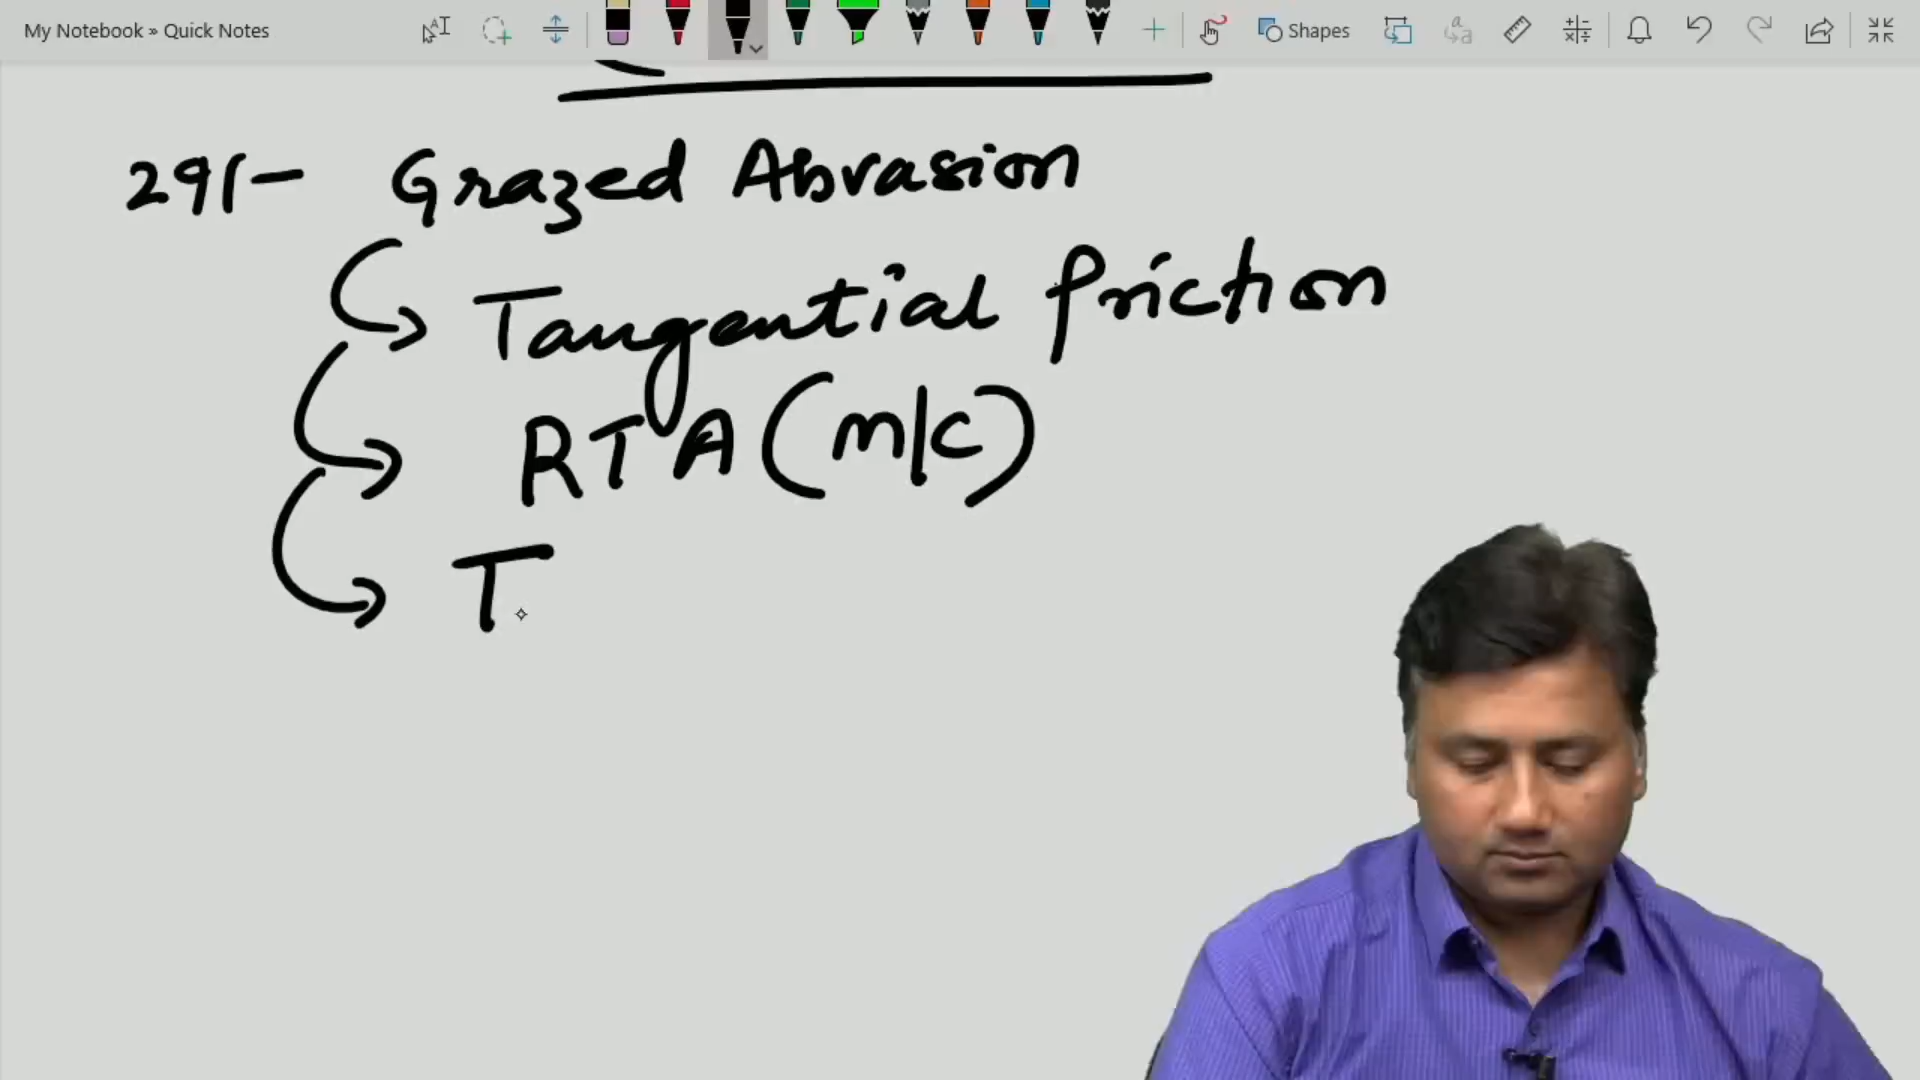 My Notebook » Quick Notes
Shapes
291- Grazed Abrasion
Tangential friction
RTA (m/c)
T